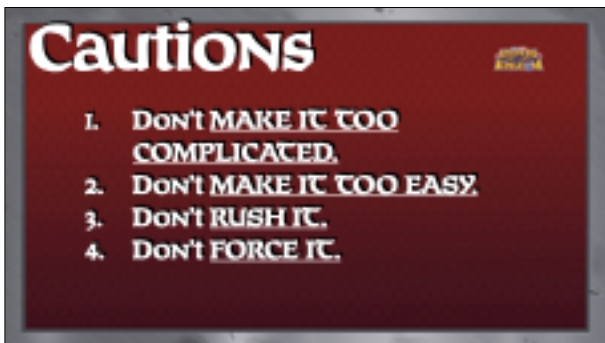 Cautions
1. Don't MAKE IT TOO
COMPLICATED.
2. Don't MAKE IT TOO EASY.
3. Don't RUSH IT.
4. Don't FORCE IT.